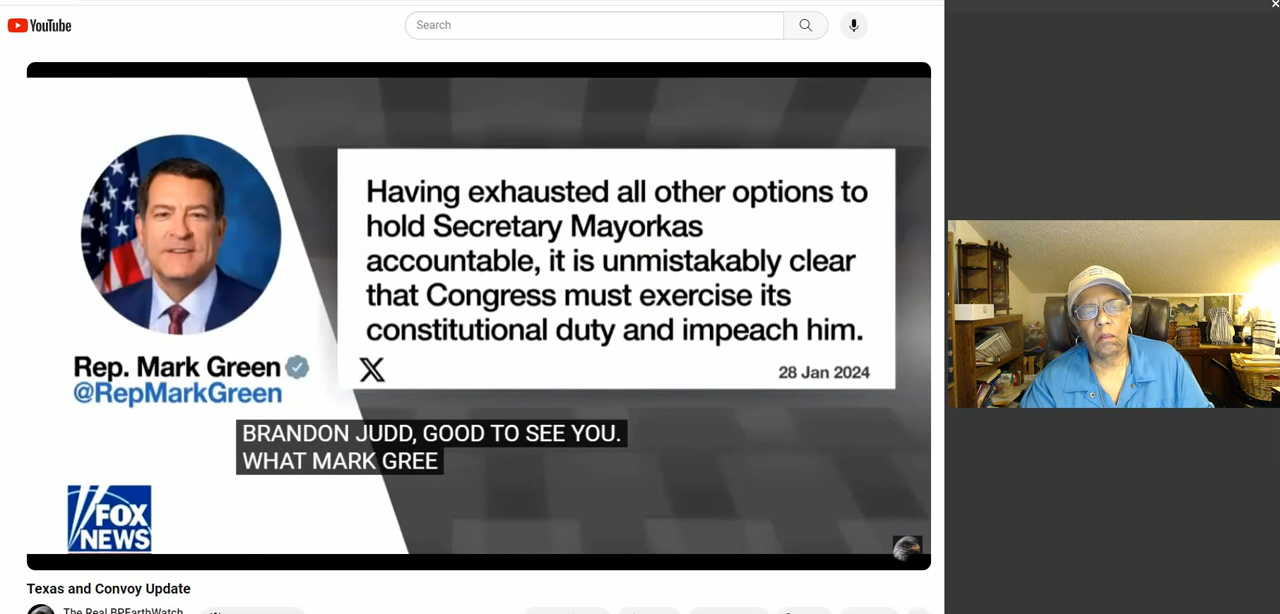 YouTube
Search
Having exhausted all other options to
hold Secretary Mayorkas
accountable, it is unmistakably clear
that Congress must exercise its
constitutional duty and impeach him.
28 Jan 2024
Rep. Mark Green
@RepMarkGreen
BRANDON JUDD, GOOD TO SEE YOU.
WHAT MARK GREE
FOX
NEWS
Texas and Convoy Update
The Real BPEarthWatch